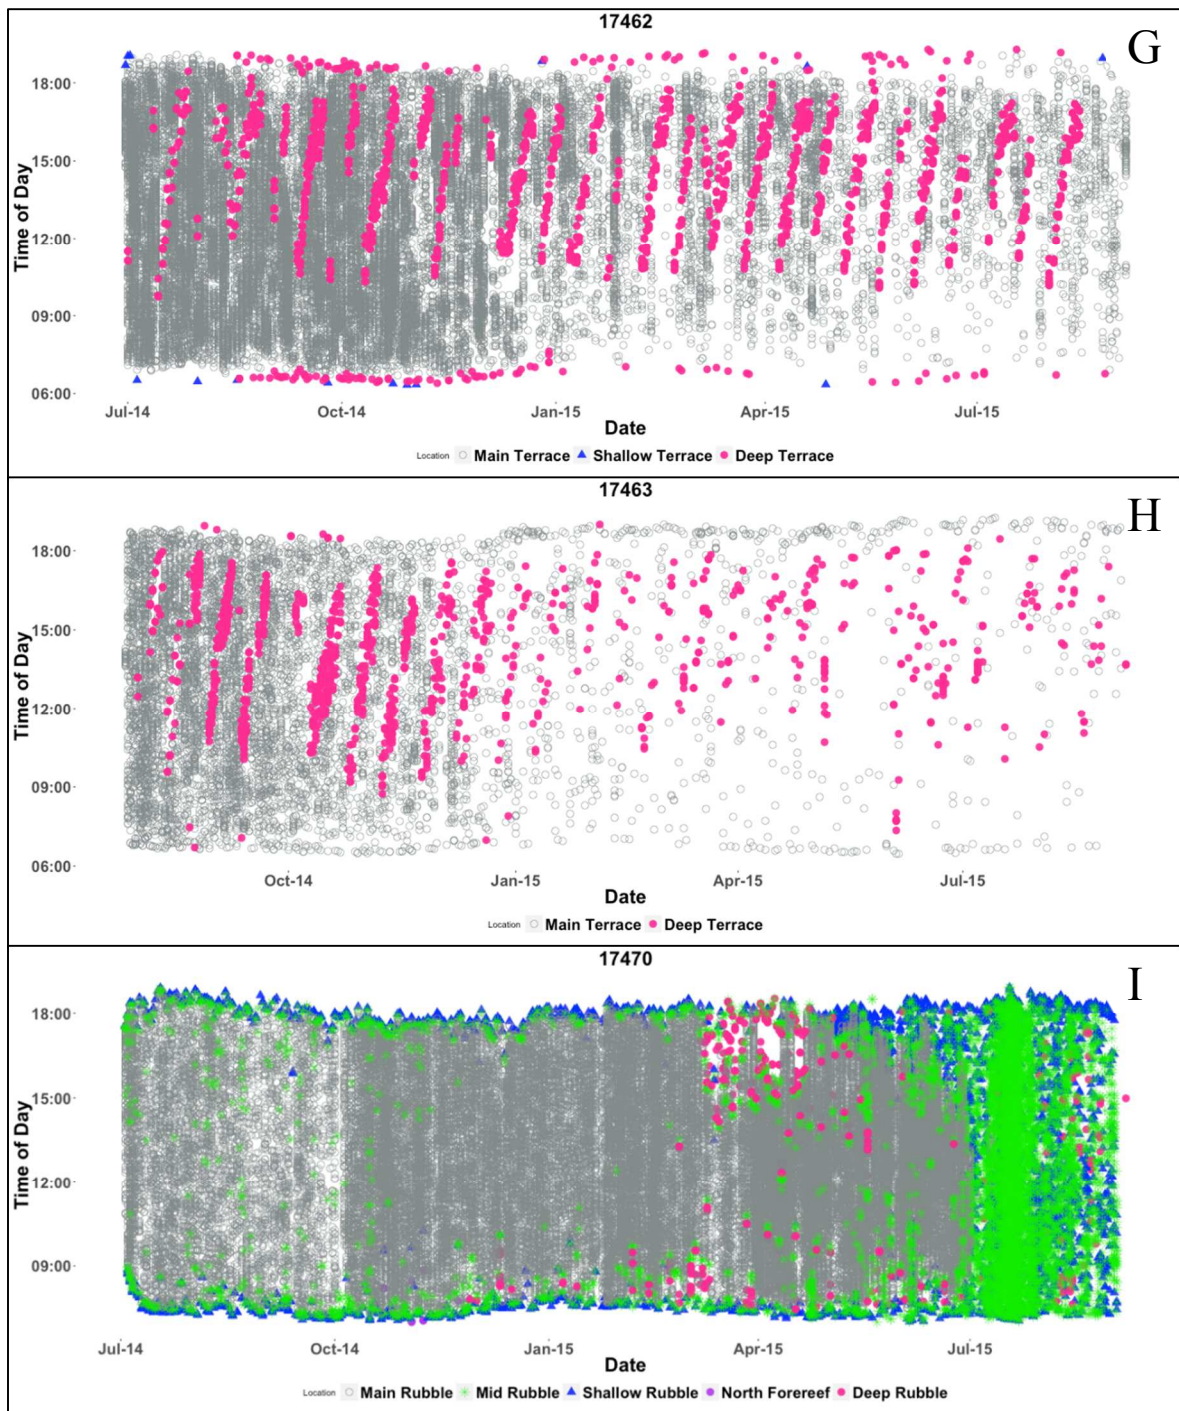 17462
G
Time of Day
18:00
15:00
12:00
09:00
06:00
Jul-14 Oct-14 Jan-15 Apr-15 Jul-15
Date
Location Main Terrace Shallow Terrace Deep Terrace
17463
H
Time of Day
18:00
15:00
12:00
09:00
06:00
Oct-14 Jan-15 Apr-15 Jul-15
Date
Location Main Terrace Deep Terrace
17470
I
Time of Day
18:00
15:00
12:00
09:00
Jul-14 Oct-14 Jan-15 Apr-15 Jul-15
Date
Location Main Rubble Mid Rubble Shallow Rubble North Forereef Deep Rubble